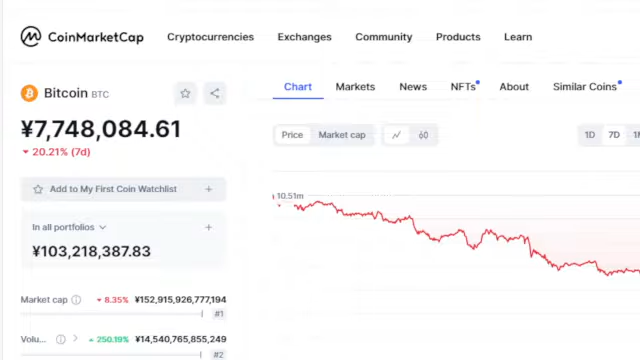 CoinMarketCap Cryptocurrencies Exchanges Community Products Learn
Bitcoin BTC
Chart Markets News NFTs About Similar Coins
¥7,748,084.61
20.21% (7d)
Price Market cap 1D 7D 1M
Add to My First Coin Watchlist +
10.51m
In all portfolios +
¥103,218,387.83
Market cap 8.35% ¥152,915,926,777,194
#1
Volu... 250.19% ¥14,540,765,855,249
#2